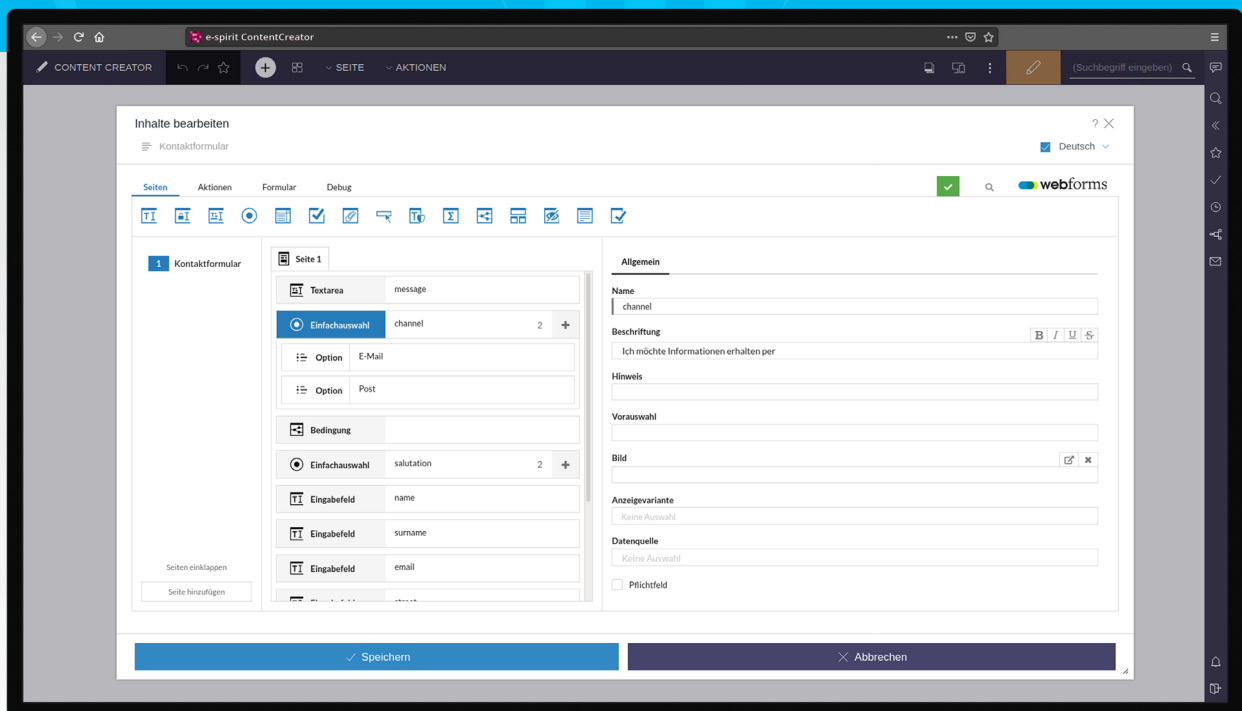 e-spirit ContentCreator
CONTENT CREATOR
SEITE
AKTIONEN
(Suchbegriff eingeben)
Inhalte bearbeiten
?
Kontaktformular
Deutsch
Seiten
Aktionen
Formular
Debug
webforms
1 Kontaktformular
Seite 1
Textarea message
Einfachauswahl channel 2 +
Option E-Mail
Option Post
Bedingung
Einfachauswahl salutation 2 +
Eingabefeld name
Eingabefeld surname
Eingabefeld email
Seiten einklappen
Seite hinzufügen
Allgemein
Name
channel
Beschriftung
B I U S
Ich möchte Informationen erhalten per
Hinweis
Vorauswahl
Bild
Anzeigevariante
Keine Auswahl
Datenquelle
Keine Auswahl
Pflichtfeld
Speichern
Abbrechen